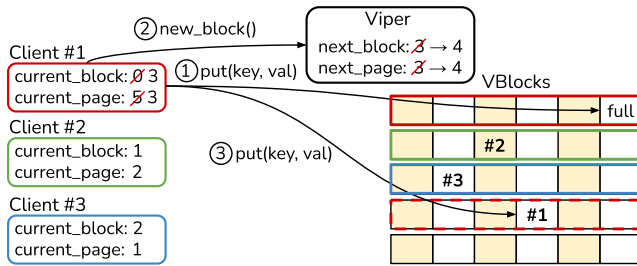 Viper
next_block: 3 → 4
next_page: 3 → 4
② new_block()
Client #1
current_block: 0 3
current_page: 5 3
① put(key, val)
VBlocks
full
Client #2
current_block: 1
current_page: 2
#2
③ put(key, val)
#3
Client #3
current_block: 2
current_page: 1
#1